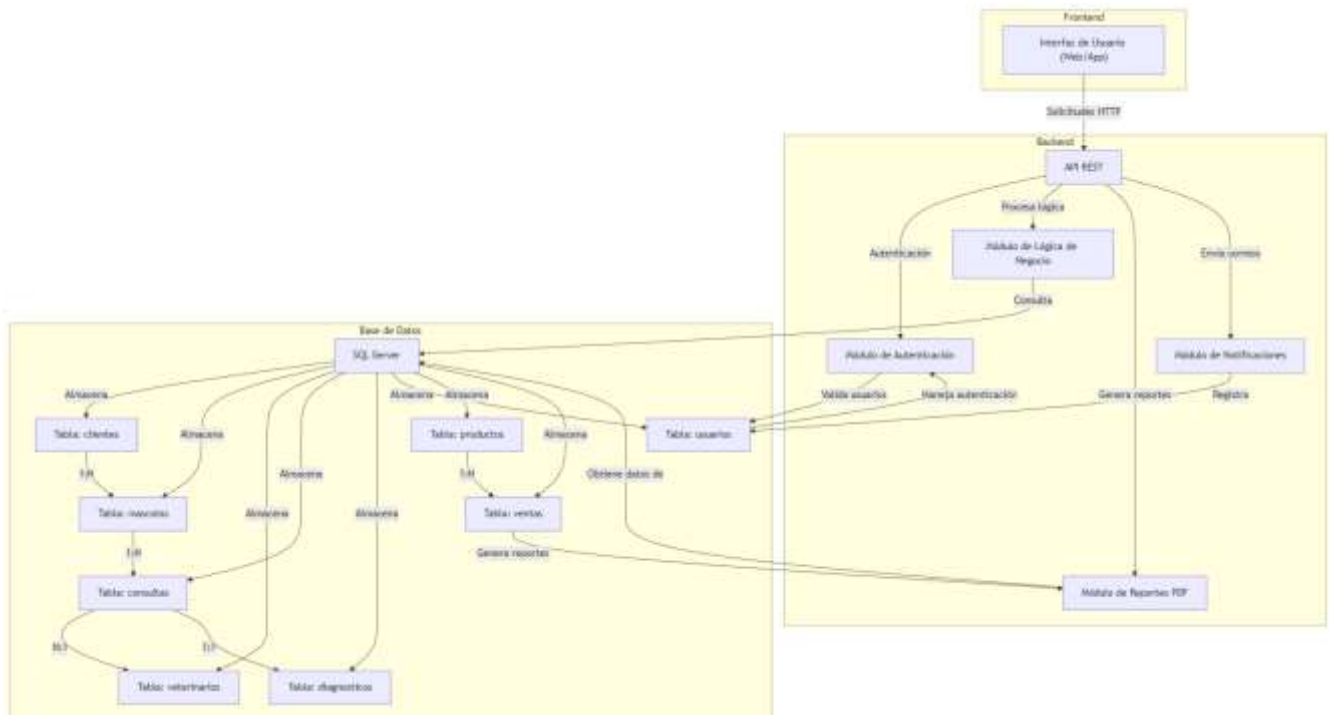 Frontend
Interfaz de Usuario
(Web/App)
Solicitudes HTTP
Backend
API REST
Procesa lógica
Autenticación
Módulo de Lógica de
Negocio
Envía correos
Consulta
Base de Datos
SQL Server
Módulo de Autenticación
Módulo de Notificaciones
Almacena
Almacena
Almacena
Valida usuarios
Maneja autenticación
Genera reportes
Registra
Tabla: clientes
Almacena
Tabla: productos
Almacena
Tabla: usuarios
1:N
Almacena
1:N
Obtiene datos de
Tabla: mascotas
Almacena
Almacena
Tabla: ventas
1:N
Genera reportes
Tabla: consultas
Módulo de Reportes PDF
N:1
1:1
Tabla: veterinarios
Tabla: diagnosticos